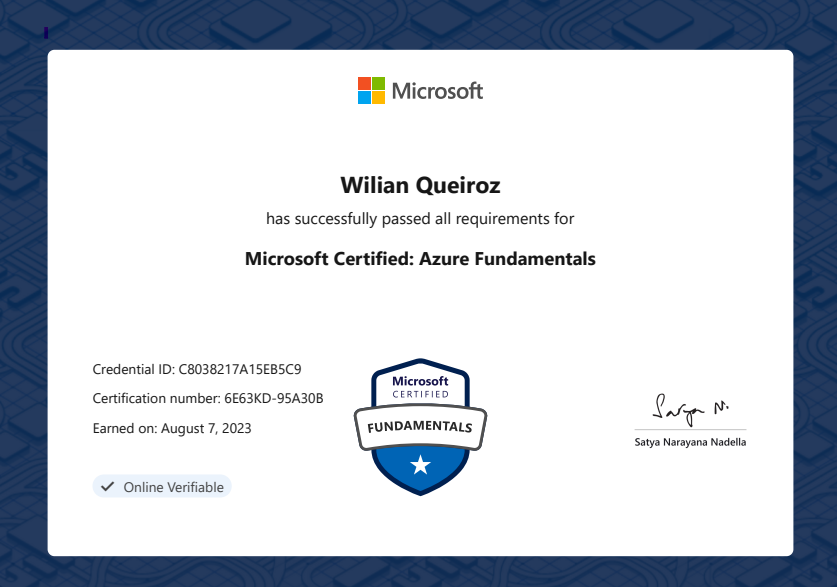 Microsoft
Wilian Queiroz
has successfully passed all requirements for
Microsoft Certified: Azure Fundamentals
Credential ID: C8038217A15EB5C9
Certification number: 6E63KD-95A30B
Earned on: August 7, 2023
Online Verifiable
Microsoft
CERTIFIED
FUNDAMENTALS
Satya N.
Satya Narayana Nadella